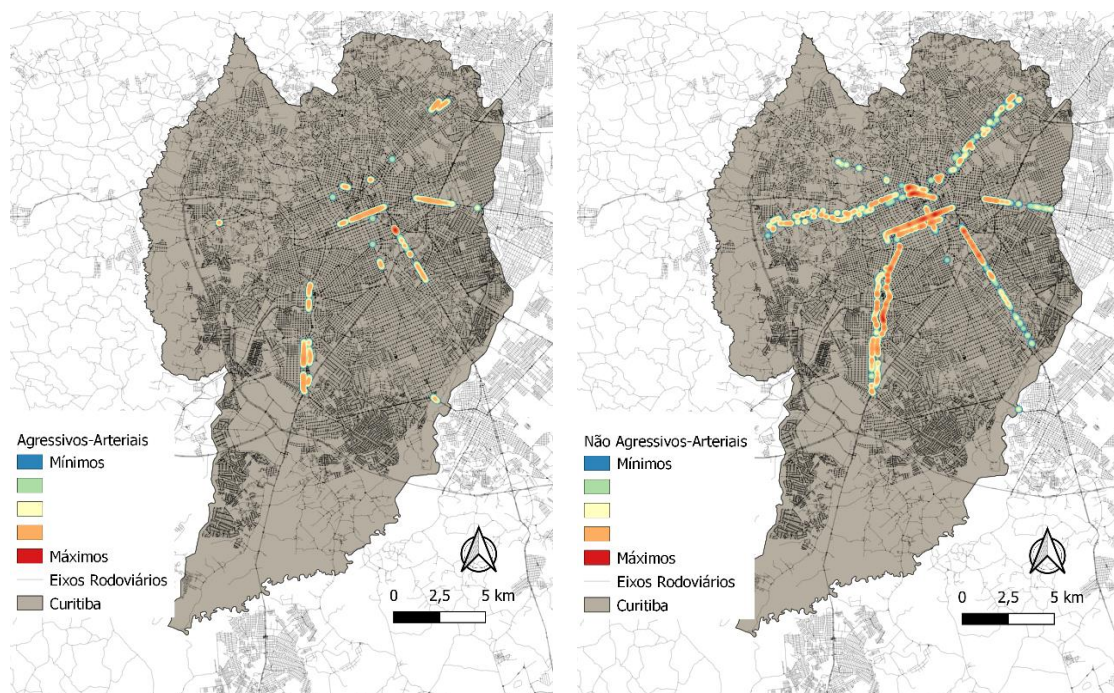 Agressivos-Arteriais
Mínimos
Máximos
Eixos Rodoviários
Curitiba
0 2,5 5 km
Não Agressivos-Arteriais
Mínimos
Máximos
Eixos Rodoviários
Curitiba
0 2,5 5 km